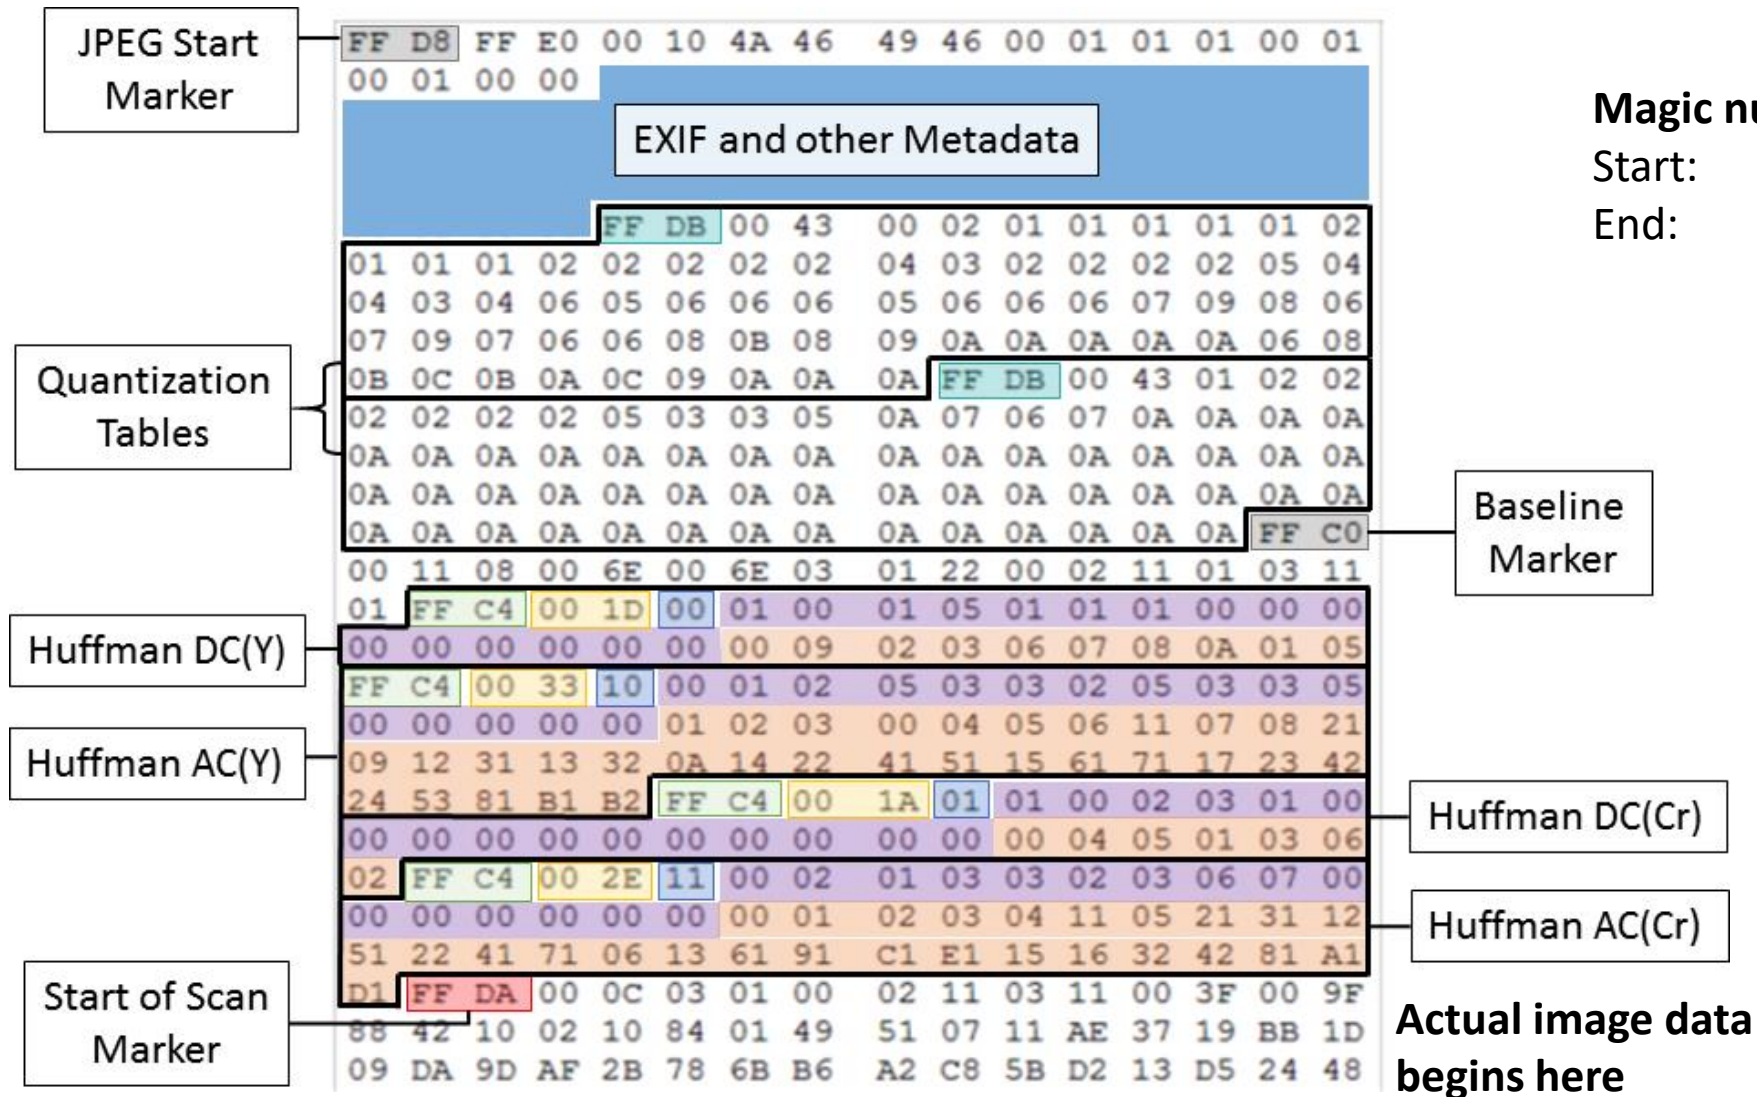 JPEG Start
Marker
FF D8 FF E0 00 10 4A 46 49 46 00 01 01 01 00 01
00 01 00 00
EXIF and other Metadata
Magic nu
Start:
End:
FF DB 00 43 00 02 01 01 01 01 01 02
01 01 01 02 02 02 02 02 04 03 02 02 02 02 05 04
04 03 04 06 05 06 06 06 05 06 06 06 07 09 08 06
07 09 07 06 06 08 0B 08 09 0A 0A 0A 0A 0A 06 08
0B 0C 0B 0A 0C 09 0A 0A 0A FF DB 00 43 01 02 02
02 02 02 02 05 03 03 05 0A 07 06 07 0A 0A 0A 0A
0A 0A 0A 0A 0A 0A 0A 0A 0A 0A 0A 0A 0A 0A 0A 0A
0A 0A 0A 0A 0A 0A 0A 0A 0A 0A 0A 0A 0A 0A 0A 0A
0A 0A 0A 0A 0A 0A 0A 0A 0A 0A 0A 0A 0A 0A FF C0
Quantization
Tables
Baseline
Marker
00 11 08 00 6E 00 6E 03 01 22 00 02 11 01 03 11
01 FF C4 00 1D 00 01 00 01 05 01 01 01 00 00 00
00 00 00 00 00 00 00 09 02 03 06 07 08 0A 01 05
Huffman DC(Y)
FF C4 00 33 10 00 01 02 05 03 03 02 05 03 03 05
00 00 00 00 00 01 02 03 00 04 05 06 11 07 08 21
09 12 31 13 32 0A 14 22 41 51 15 61 71 17 23 42
Huffman AC(Y)
24 53 81 B1 B2 FF C4 00 1A 01 01 00 02 03 01 00
00 00 00 00 00 00 00 00 00 00 00 04 05 01 03 06
Huffman DC(Cr)
02 FF C4 00 2E 11 00 02 01 03 03 02 03 06 07 00
00 00 00 00 00 00 00 01 02 03 04 11 05 21 31 12
51 22 41 71 06 13 61 91 C1 E1 15 16 32 42 81 A1
Huffman AC(Cr)
D1 FF DA 00 0C 03 01 00 02 11 03 11 00 3F 00 9F
88 42 10 02 10 84 01 49 51 07 11 AE 37 19 BB 1D
09 DA 9D AF 2B 78 6B B6 A2 C8 5B D2 13 D5 24 48
Start of Scan
Marker
Actual image data
begins here